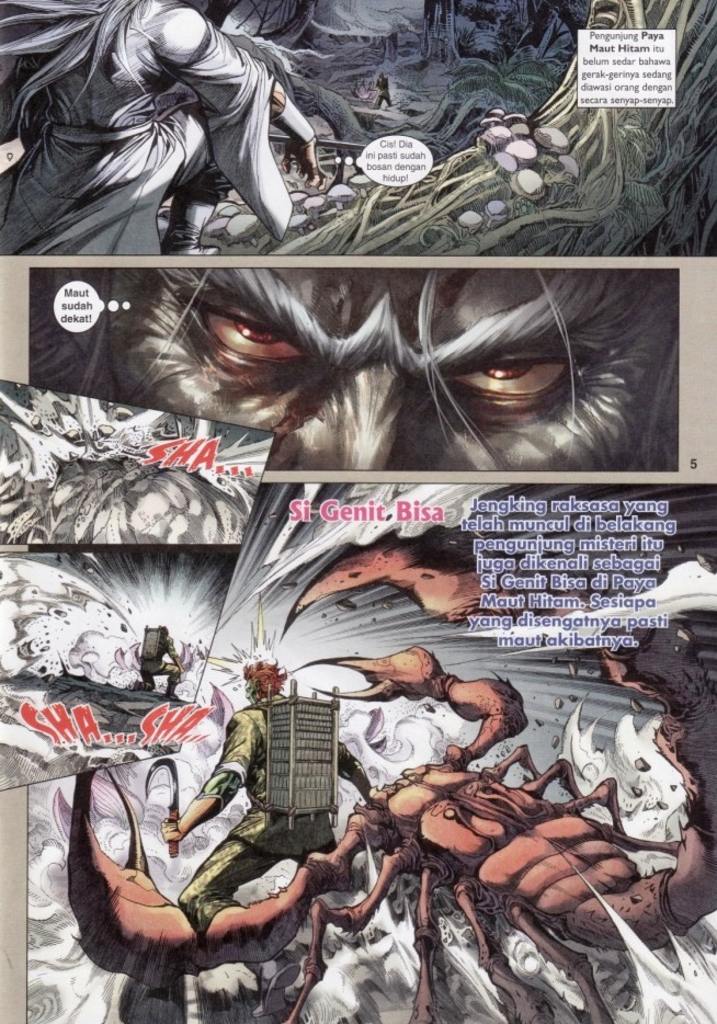 Pengunjung Paya
Maut Hitam itu
belum sedar bahawa
gerak-gerinya sedang
diawasi orang dengan
secara senyap-senyap.
Cis! Dia
ini pasti sudah
bosan dengan
hidup!
Maut
sudah
dekat!
5
SHA...
Si Genit Bisa
Jengking raksasa yang
telah muncul di belakang
pengunjung misteri itu
juga dikenali sebagai
Si Genit Bisa di Paya
Maut Hitam. Sesiapa
yang disengatnya pasti
maut akibatnya.
SHA... SHA...